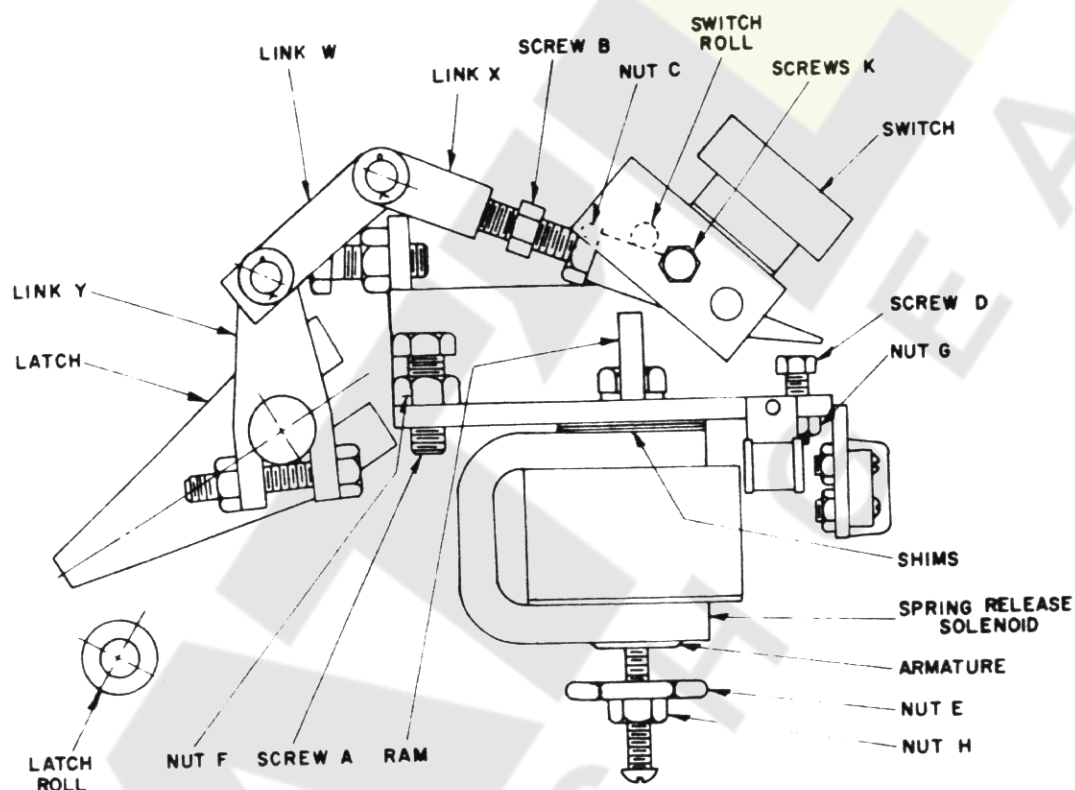 LINK W
SCREW B
LINK X
SWITCH
ROLL
NUT C
SCREWS K
SWITCH
LINK Y
LATCH
SCREW D
NUT G
SHIMS
SPRING RELEASE
SOLENOID
ARMATURE
NUT E
NUT H
LATCH
ROLL
NUT F
SCREW A
RAM